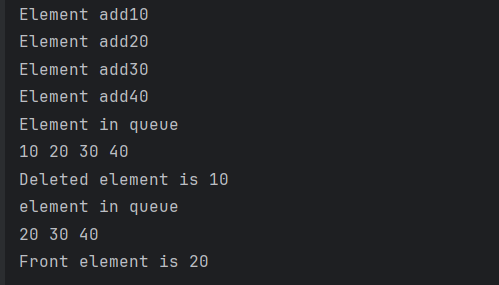 Element add10
Element add20
Element add30
Element add40
Element in queue
10 20 30 40
Deleted element is 10
element in queue
20 30 40
Front element is 20